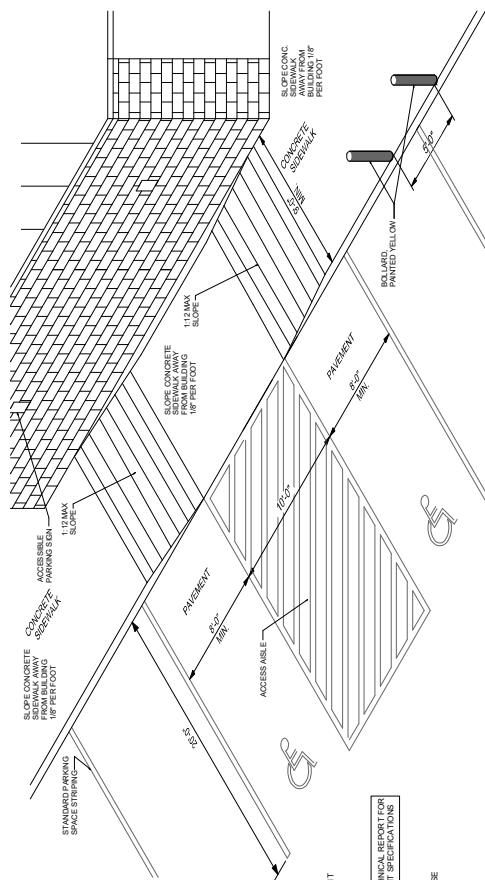 SLOPE CONC.
SIDEWALK
AWAY FROM
BUILDING 1/8"
PER FOOT
CONCRETE
SIDEWALK
MIN.
5'-0"
BOLLARD,
PAINTED YELLOW
1:12 MAX
SLOPE
SLOPE CONCRETE
SIDEWALK AWAY
FROM BUILDING
1/8" PER FOOT
PAVEMENT
8'-0"
MIN.
10'-0"
ACCESSIBLE
PARKING SIGN
1:12 MAX
SLOPE
CONCRETE
SIDEWALK
SLOPE CONCRETE
SIDEWALK AWAY
FROM BUILDING
1/8" PER FOOT
PAVEMENT
8'-0"
MIN.
ACCESS AISLE
STANDARD PARKING
SPACE STRIPING
NICAL REPORT FOR
T SPECIFICATIONS
T
SE